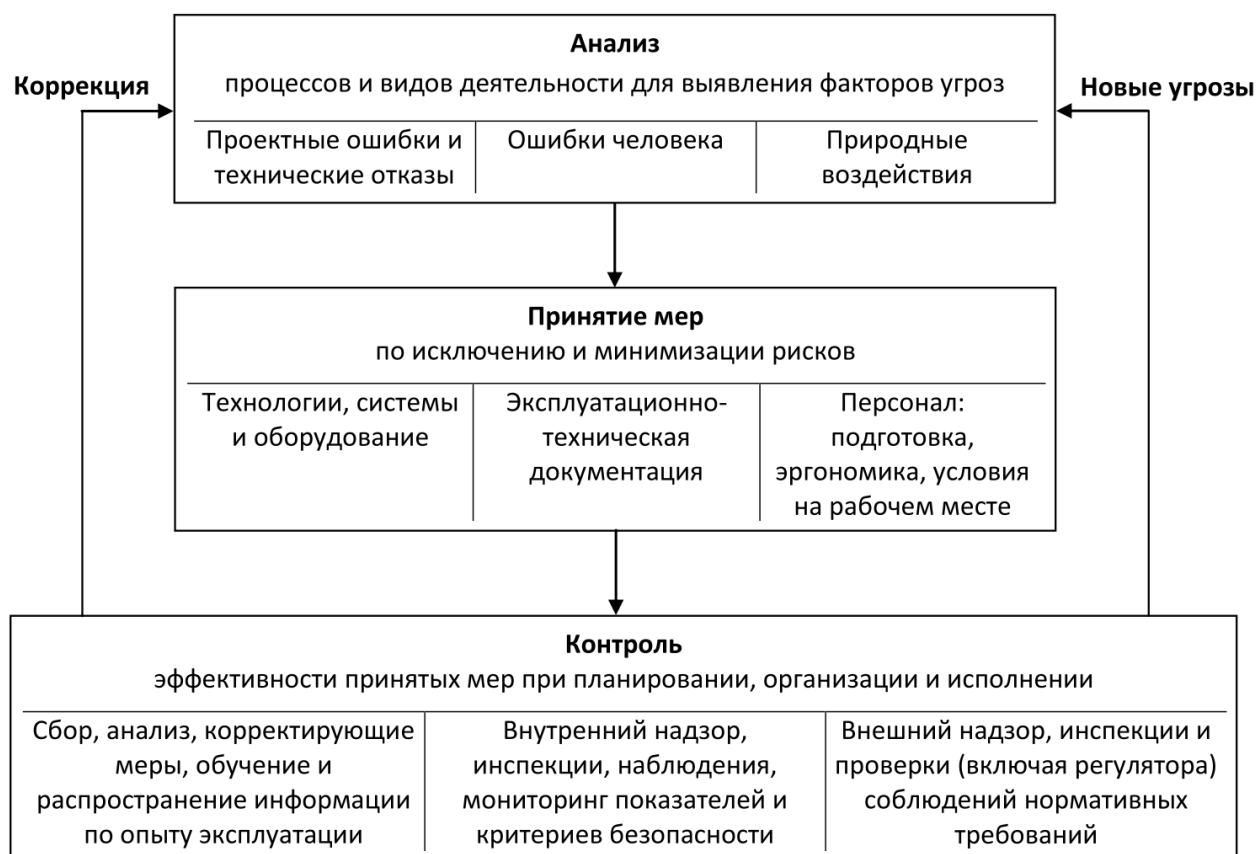 Анализ
процессов и видов деятельности для выявления факторов угроз
Коррекция
Новые угрозы
Проектные ошибки и
технические отказы
Ошибки человека
Природные
воздействия
Принятие мер
по исключению и минимизации рисков
Технологии, системы
и оборудование
Эксплуатационно-
техническая
документация
Персонал:
подготовка,
эргономика, условия
на рабочем месте
Контроль
эффективности принятых мер при планировании, организации и исполнении
Сбор, анализ, корректирующие
меры, обучение и
распространение информации
по опыту эксплуатации
Внутренний надзор,
инспекции, наблюдения,
мониторинг показателей и
критериев безопасности
Внешний надзор, инспекции и
проверки (включая регулятора)
соблюдений нормативных
требований